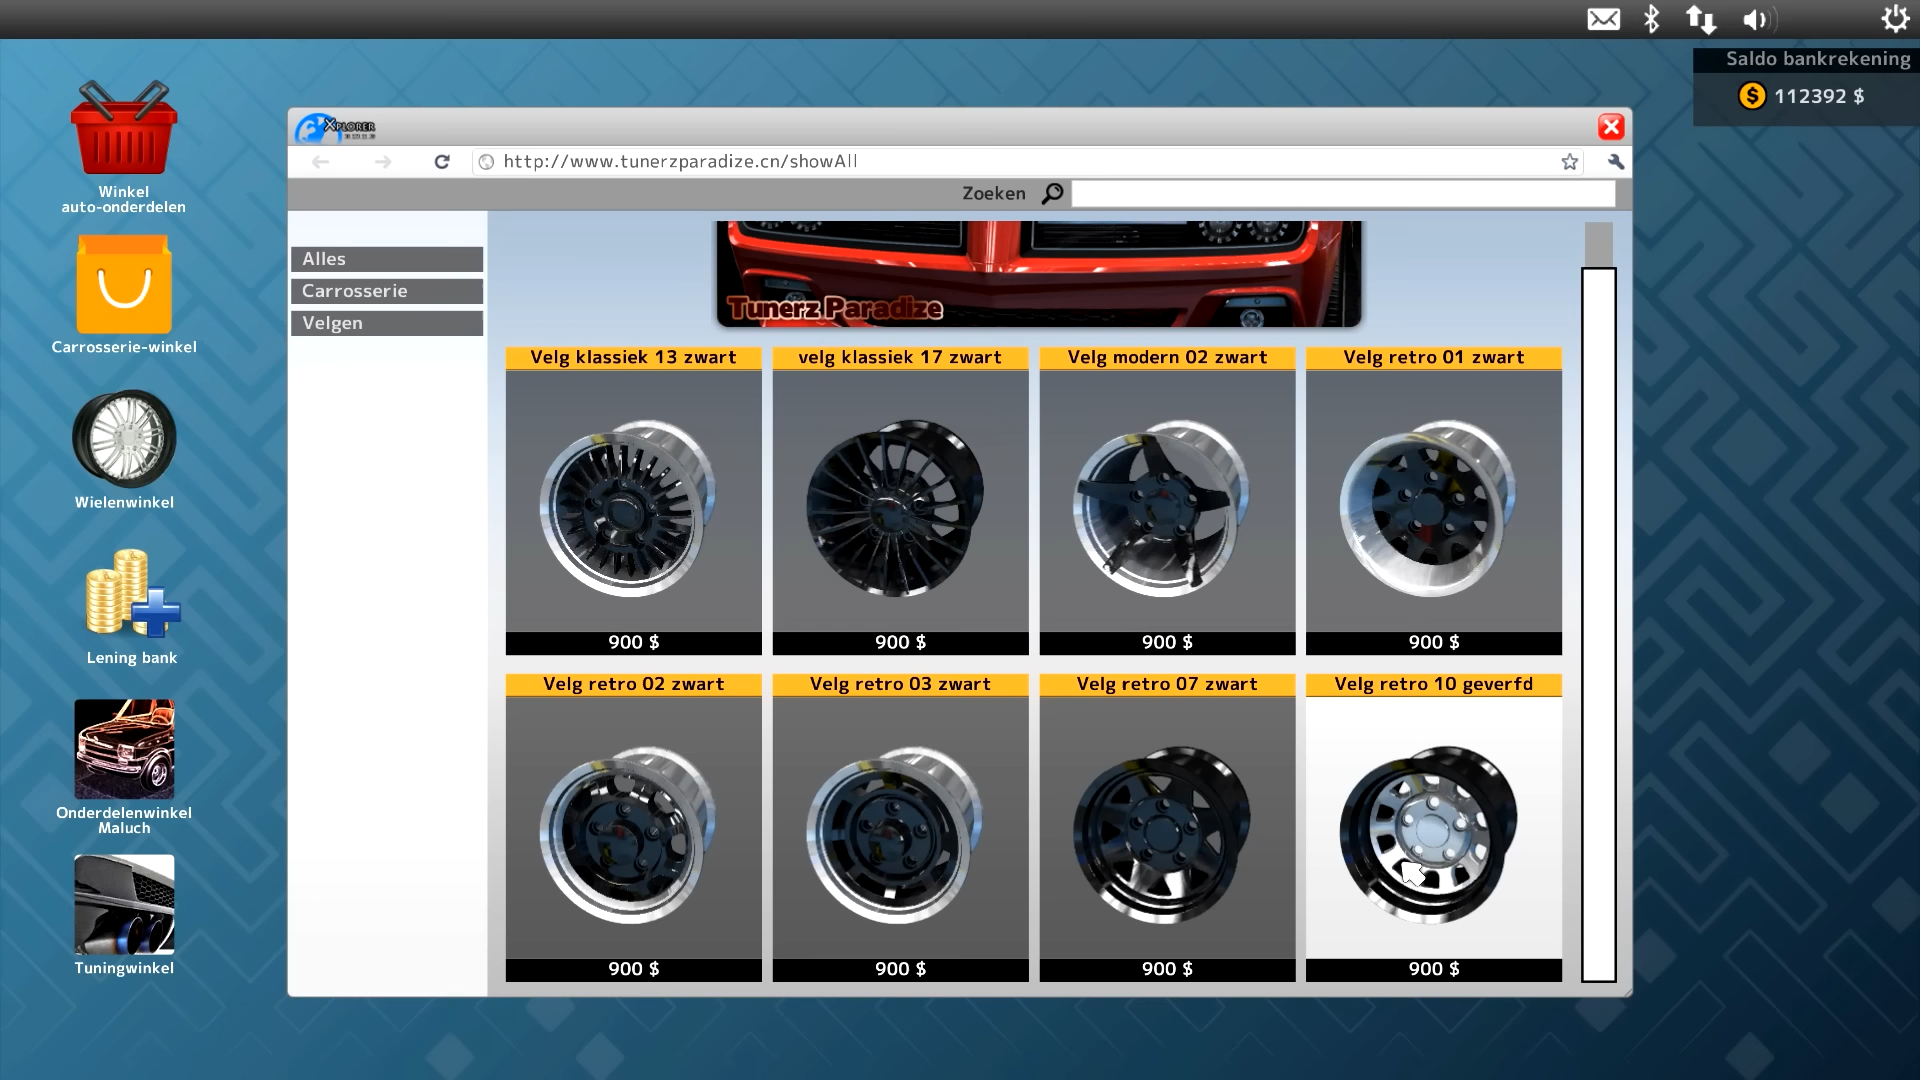 Saldo bankrekening
112392 $
Winkel
auto-onderdelen
Carrosserie-winkel
Wielenwinkel
Lening bank
Onderdelenwinkel
Maluch
Tuningwinkel
XPLORER
http://www.tunerzparadize.cn/showAll
Zoeken
Alles
Carrosserie
Velgen
Tunerz Paradize
Velg klassiek 13 zwart
900 $
velg klassiek 17 zwart
900 $
Velg modern 02 zwart
900 $
Velg retro 01 zwart
900 $
Velg retro 02 zwart
900 $
Velg retro 03 zwart
900 $
Velg retro 07 zwart
900 $
Velg retro 10 geverfd
900 $